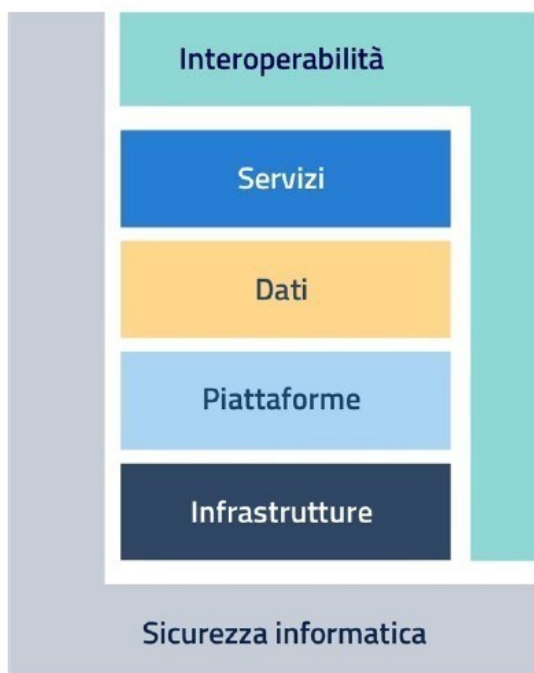 Interoperabilità
Servizi
Dati
Piattaforme
Infrastrutture
Sicurezza informatica